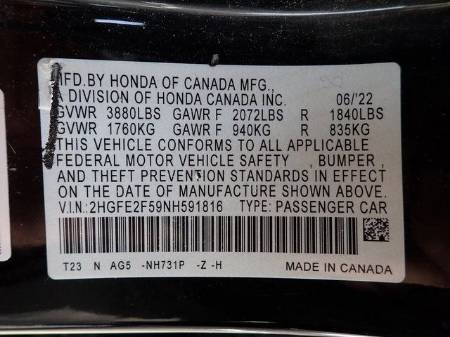 MFD.BY HONDA OF CANADA MFG.,
A DIVISION OF HONDA CANADA INC. 06/'22
GVWR 3880LBS GAWR F 2072LBS R 1840LBS
GVWR 1760KG GAWR F 940KG R 835KG
THIS VEHICLE CONFORMS TO ALL APPLICABLE
FEDERAL MOTOR VEHICLE SAFETY , BUMPER ,
AND THEFT PREVENTION STANDARDS IN EFFECT
ON THE DATE OF MANUFACTURE SHOWN ABOVE.
V.I.N: 2HGFE2F59NH591816 TYPE: PASSENGER CAR
T23 N AG5 -NH731P -Z -H MADE IN CANADA